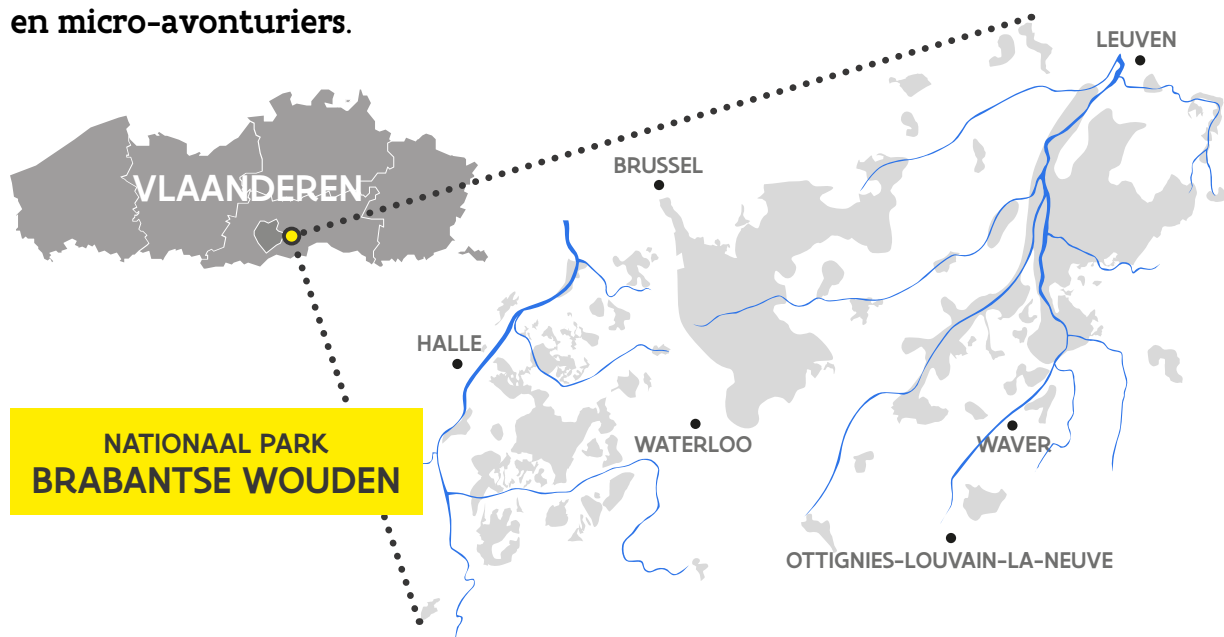 en micro-avonturiers.
LEUVEN
BRUSSEL
VLAANDEREN
HALLE
NATIONAAL PARK
BRABANTSE WOUDEN
WATERLOO
WAVER
OTTIGNIES-LOUVAIN-LA-NEUVE